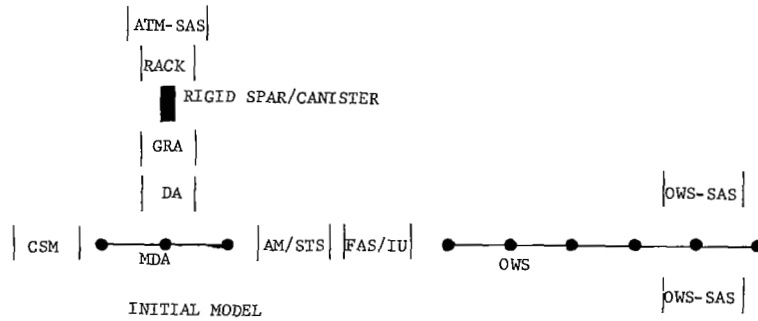 ATM-SAS
RACK
RIGID SPAR/CANISTER
GRA
DA
OWS-SAS
CSM
AM/STS
FAS/IU
MDA
OWS
OWS-SAS
INITIAL MODEL